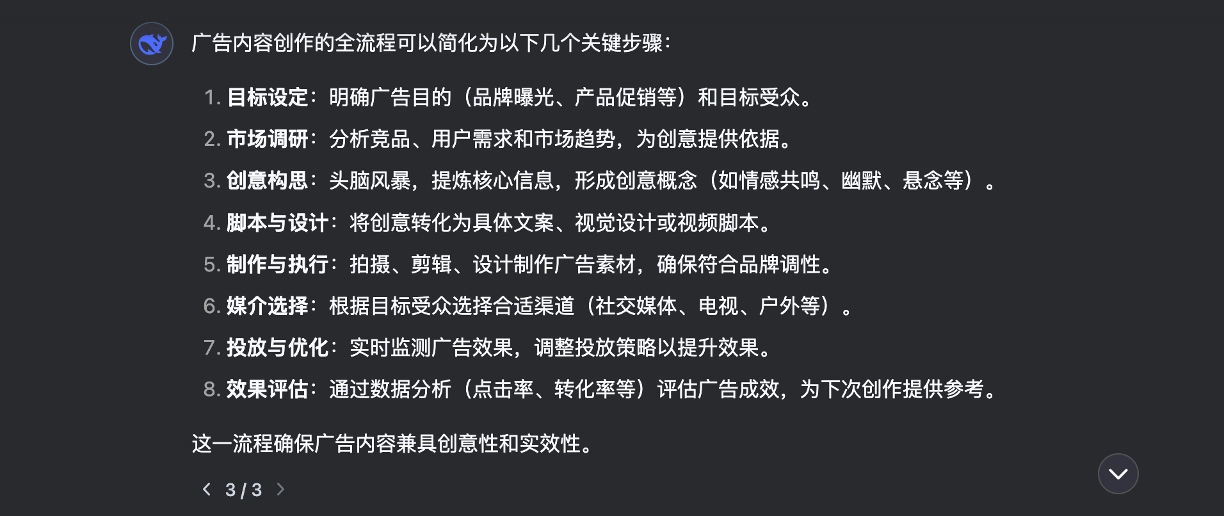 广告内容创作的全流程可以简化为以下几个关键步骤：
1. 目标设定：明确广告目的（品牌曝光、产品促销等）和目标受众。
2. 市场调研：分析竞品、用户需求和市场趋势，为创意提供依据。
3. 创意构思：头脑风暴，提炼核心信息，形成创意概念（如情感共鸣、幽默、悬念等）。
4. 脚本与设计：将创意转化为具体文案、视觉设计或视频脚本。
5. 制作与执行：拍摄、剪辑、设计制作广告素材，确保符合品牌调性。
6. 媒介选择：根据目标受众选择合适渠道（社交媒体、电视、户外等）。
7. 投放与优化：实时监测广告效果，调整投放策略以提升效果。
8. 效果评估：通过数据分析（点击率、转化率等）评估广告成效，为下次创作提供参考。
这一流程确保广告内容兼具创意性和实效性。
3 / 3